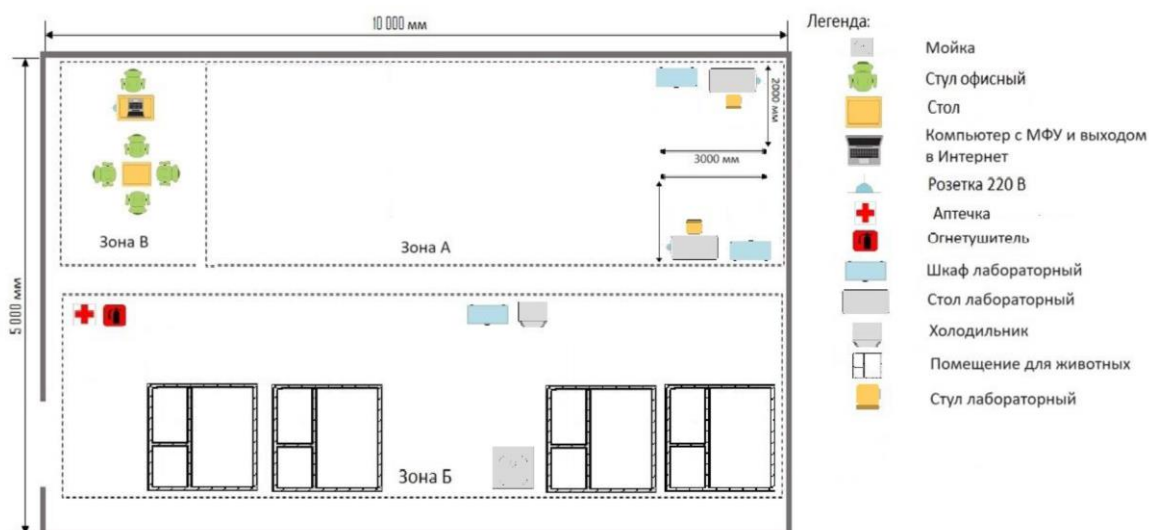 10 000 мм
Легенда:
Мойка
Стул офисный
Стол
Компьютер с МФУ и выходом
в Интернет
Розетка 220 В
Аптечка
Огнетушитель
Шкаф лабораторный
Стол лабораторный
Холодильник
Помещение для животных
Стул лабораторный
2000 мм
3000 мм
Зона В
Зона А
5 000 мм
Зона Б